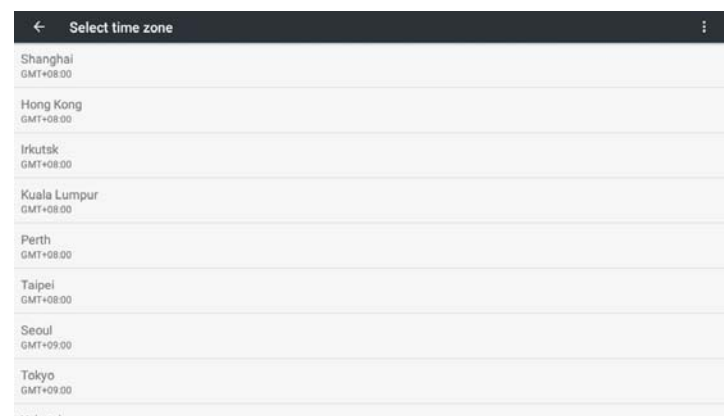 Select time zone
Shanghai
GMT+08:00
Hong Kong
GMT+08:00
Irkutsk
GMT+08:00
Kuala Lumpur
GMT+08:00
Perth
GMT+08:00
Taipei
GMT+08:00
Seoul
GMT+09:00
Tokyo
GMT+09:00